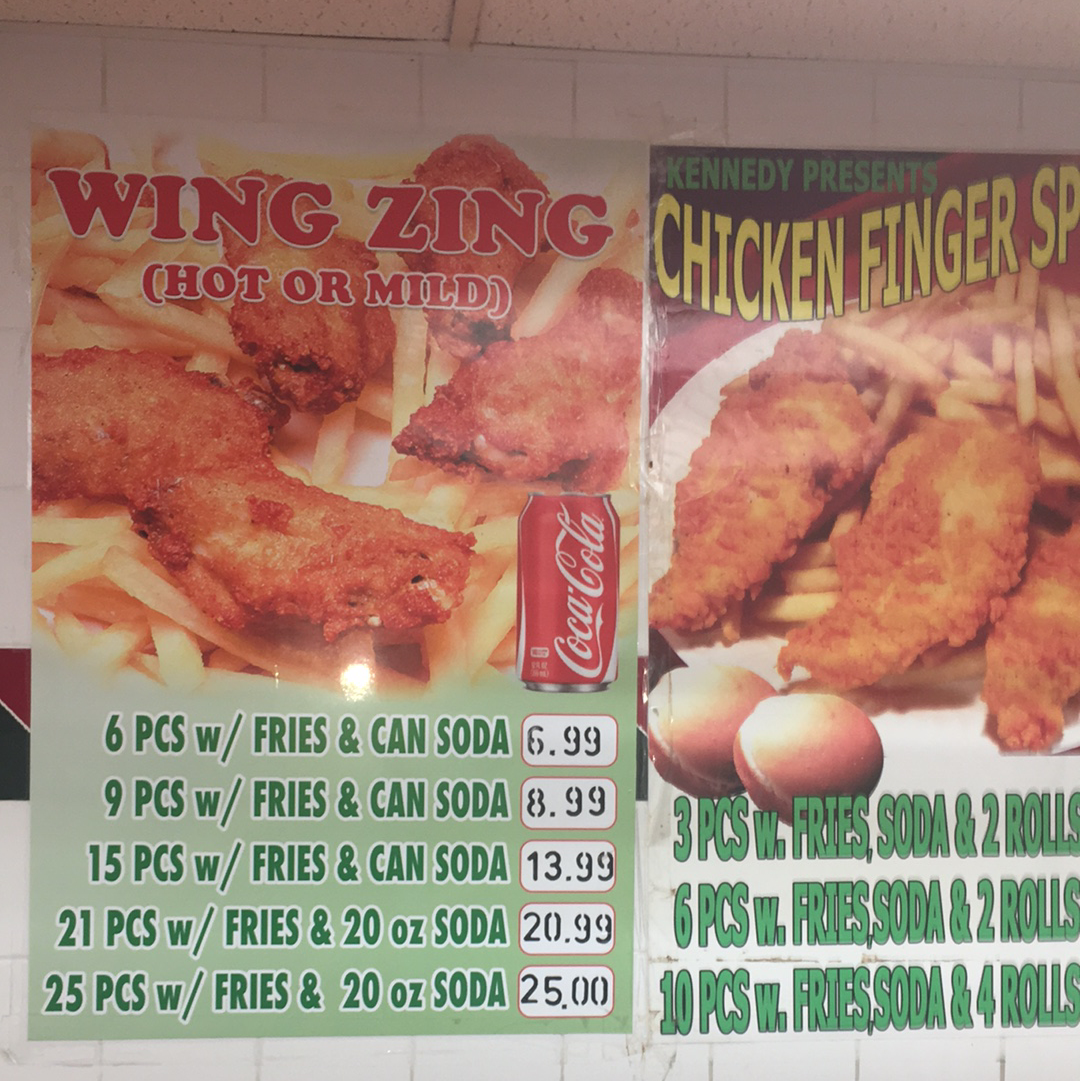 WING ZING
(HOT OR MILD)
Coca-Cola
6 PCS w/ FRIES & CAN SODA 6.99
9 PCS w/ FRIES & CAN SODA 8.99
15 PCS w/ FRIES & CAN SODA 13.99
21 PCS w/ FRIES & 20 oz SODA 20.99
25 PCS w/ FRIES & 20 oz SODA 25.00
KENNEDY PRESENTS
CHICKEN FINGER SP
3 PCS w. FRIES, SODA & 2 ROLLS
6 PCS w. FRIES,SODA & 2 ROLLS
10 PCS w. FRIES,SODA & 4 ROLLS